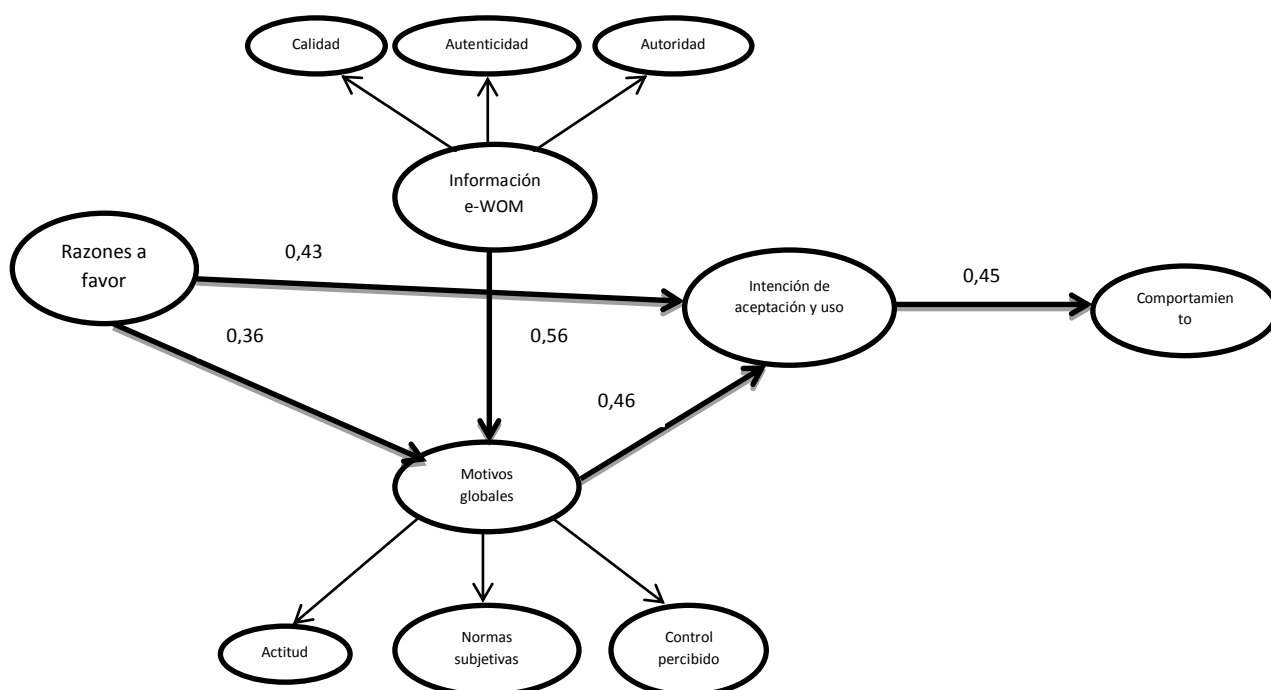 Calidad
Autenticidad
Autoridad
Información
e-WOM
Razones a
favor
0,43
Intención de
aceptación y uso
0,45
Comportamien
to
0,36
0,56
0,46
Motivos
globales
Actitud
Normas
subjetivas
Control
percibido